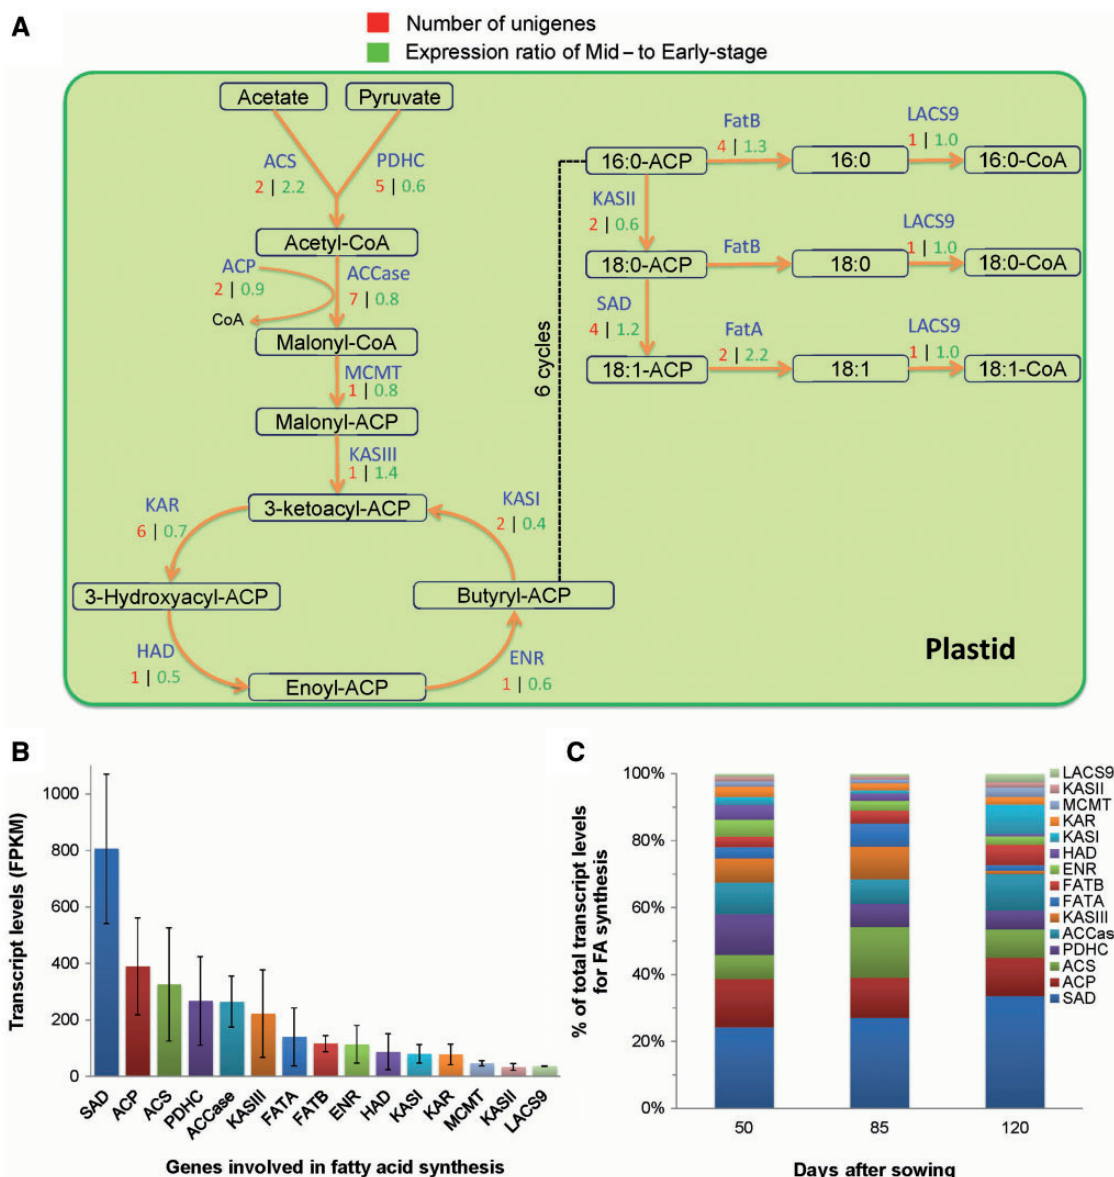 A
Number of unigenes
Expression ratio of Mid – to Early-stage
Acetate
Pyruvate
ACS
2 | 2.2
PDHC
5 | 0.6
Acetyl-CoA
ACP
2 | 0.9
CoA
ACCase
7 | 0.8
Malonyl-CoA
MCMT
1 | 0.8
Malonyl-ACP
KASIII
1 | 1.4
3-ketoacyl-ACP
KAR
6 | 0.7
KASI
2 | 0.4
3-Hydroxyacyl-ACP
Butyryl-ACP
HAD
1 | 0.5
ENR
1 | 0.6
Enoyl-ACP
6 cycles
16:0-ACP
FatB
4 | 1.3
16:0
LACS9
1 | 1.0
16:0-CoA
KASII
2 | 0.6
18:0-ACP
FatB
18:0
LACS9
1 | 1.0
18:0-CoA
SAD
4 | 1.2
18:1-ACP
FatA
2 | 2.2
18:1
LACS9
1 | 1.0
18:1-CoA
Plastid
B
Transcript levels (FPKM)
1000
800
600
400
200
0
SAD
ACP
ACS
PDHC
ACCase
KASIII
FATA
FATB
ENR
HAD
KASI
KAR
MCMT
KASII
LACS9
Genes involved in fatty acid synthesis
C
% of total transcript levels
for FA synthesis
100%
80%
60%
40%
20%
0%
50
85
120
Days after sowing
LACS9
KASII
MCMT
KAR
KASI
HAD
ENR
FATB
FATA
KASIII
ACCas
PDHC
ACS
ACP
SAD